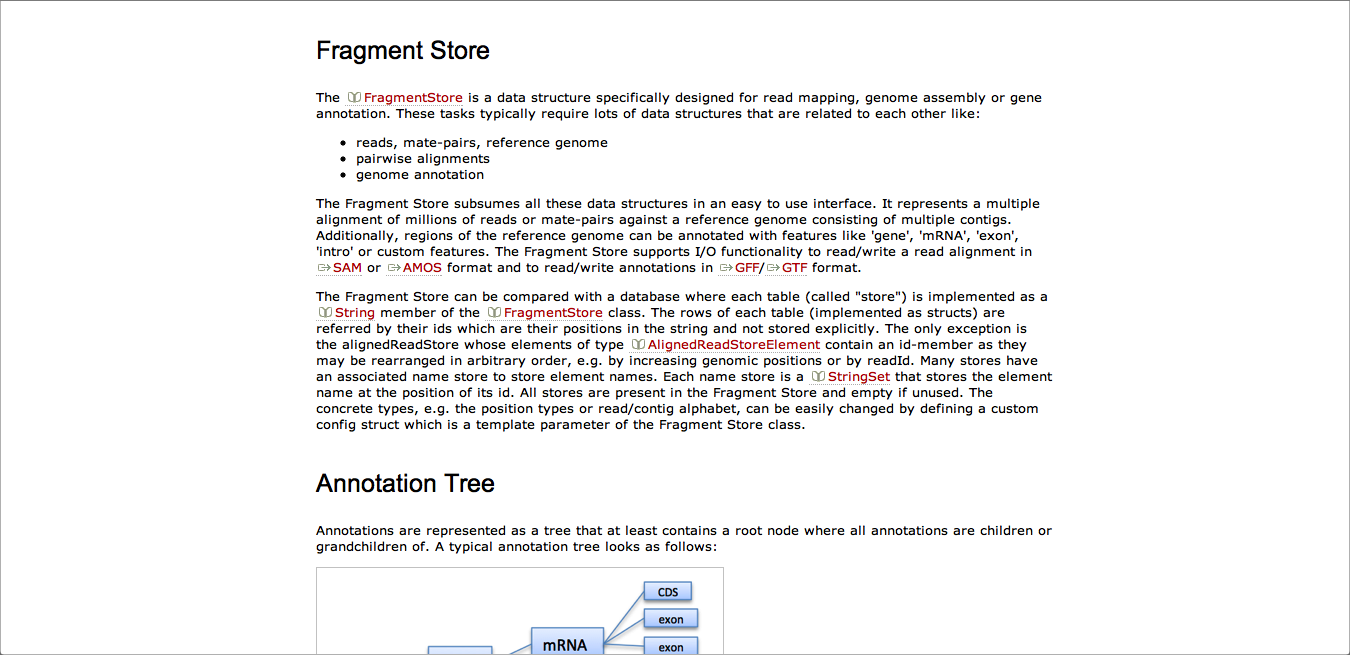 Fragment Store
The FragmentStore is a data structure specifically designed for read mapping, genome assembly or gene
annotation. These tasks typically require lots of data structures that are related to each other like:
• reads, mate-pairs, reference genome
• pairwise alignments
• genome annotation
The Fragment Store subsumes all these data structures in an easy to use interface. It represents a multiple
alignment of millions of reads or mate-pairs against a reference genome consisting of multiple contigs.
Additionally, regions of the reference genome can be annotated with features like 'gene', 'mRNA', 'exon',
'intro' or custom features. The Fragment Store supports I/O functionality to read/write a read alignment in
SAM or AMOS format and to read/write annotations in GFF/GTF format.
The Fragment Store can be compared with a database where each table (called "store") is implemented as a
String member of the FragmentStore class. The rows of each table (implemented as structs) are
referred by their ids which are their positions in the string and not stored explicitly. The only exception is
the alignedReadStore whose elements of type AlignedReadStoreElement contain an id-member as they
may be rearranged in arbitrary order, e.g. by increasing genomic positions or by readId. Many stores have
an associated name store to store element names. Each name store is a StringSet that stores the element
name at the position of its id. All stores are present in the Fragment Store and empty if unused. The
concrete types, e.g. the position types or read/contig alphabet, can be easily changed by defining a custom
config struct which is a template parameter of the Fragment Store class.
Annotation Tree
Annotations are represented as a tree that at least contains a root node where all annotations are children or
grandchildren of. A typical annotation tree looks as follows:
CDS
exon
mRNA
exon